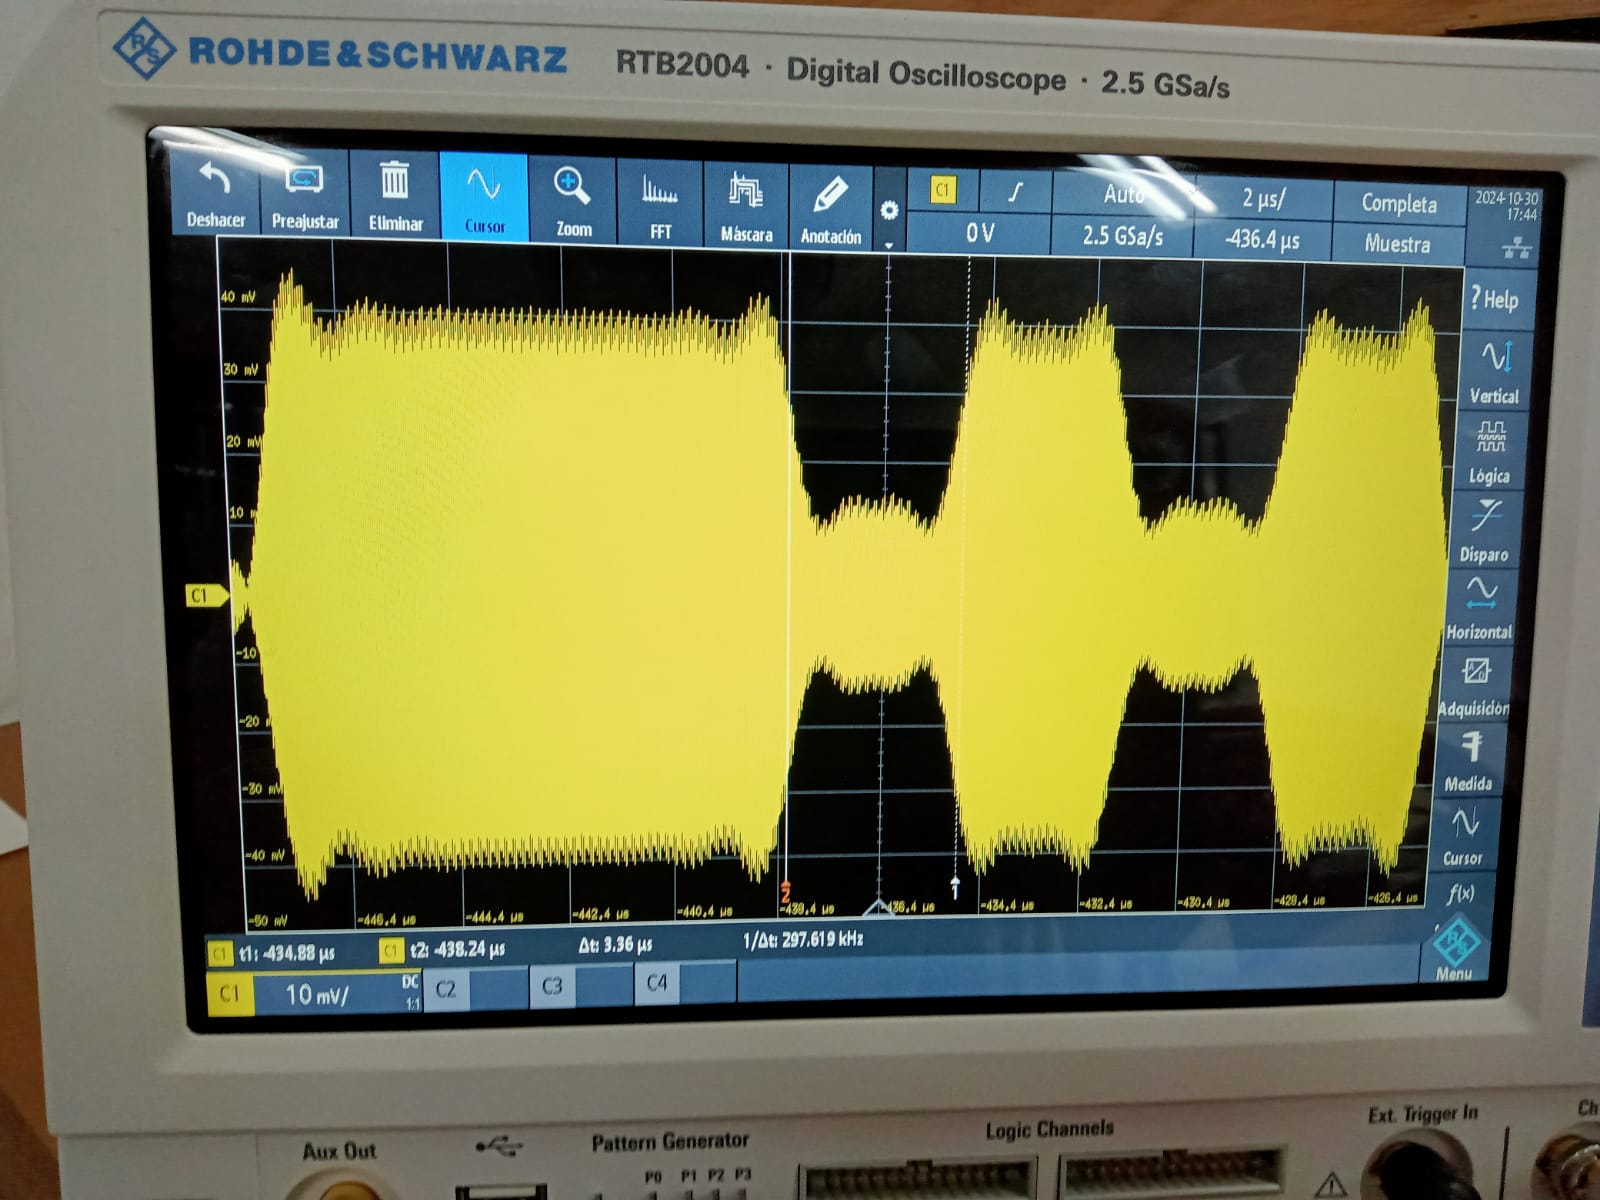 ROHDE & SCHWARZ RTB2004 · Digital Oscilloscope · 2.5 GSa/s
Deshacer Preajustar Eliminar Cursor Zoom FFT Máscara Anotación
C1 Auto 2 µs/ Completa
0 V 2.5 GSa/s -436.4 µs Muestra
2024-10-30
17:44
40 mV
30 mV
20 mV
10
C1
-10
-20
-30 mV
-40 mV
-50 mV
-446,4 µs -444,4 µs -442,4 µs -440,4 µs -438,4 µs -436,4 µs -434,4 µs -432,4 µs -430,4 µs -428,4 µs -426,4 µs
2
1
? Help
Vertical
Lógica
Disparo
Horizontal
Adquisición
Medida
Cursor
f(x)
Menu
C1 t1: -434.88 µs C1 t2: -438.24 µs Δt: 3.36 µs 1/Δt: 297.619 kHz
C1 10 mV/ DC 1:1 C2 C3 C4
Aux Out
Pattern Generator
P0 P1 P2 P3
Logic Channels
Ext. Trigger In
Ch